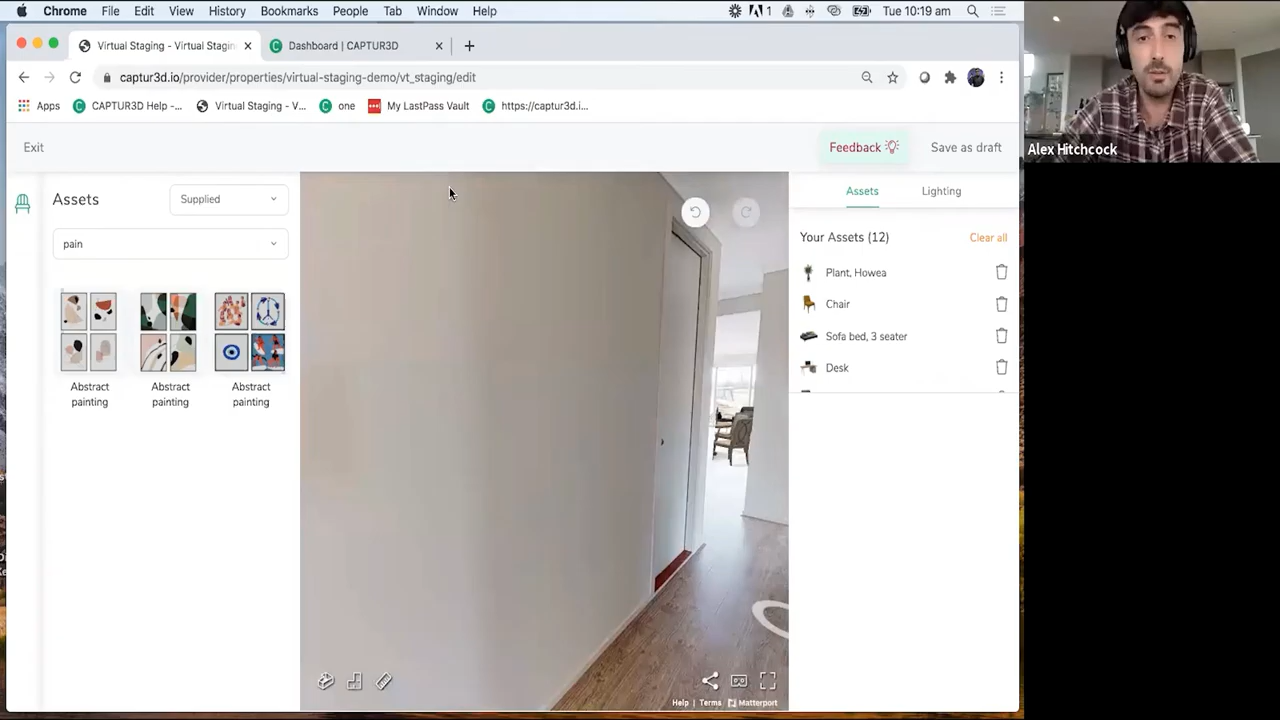 Chrome File Edit View History Bookmarks People Tab Window Help 1 Tue 10:19 am
Virtual Staging - Virtual Stagin
Dashboard | CAPTUR3D
captur3d.io/provider/properties/virtual-staging-demo/vt_staging/edit
Apps CAPTUR3D Help -... Virtual Staging - V... one My LastPass Vault https://captur3d.i...
Exit Feedback Save as draft
Alex Hitchcock
Assets Supplied
pain
Abstract painting
Abstract painting
Abstract painting
Assets Lighting
Your Assets (12) Clear all
Plant, Howea
Chair
Sofa bed, 3 seater
Desk
Help | Terms Matterport